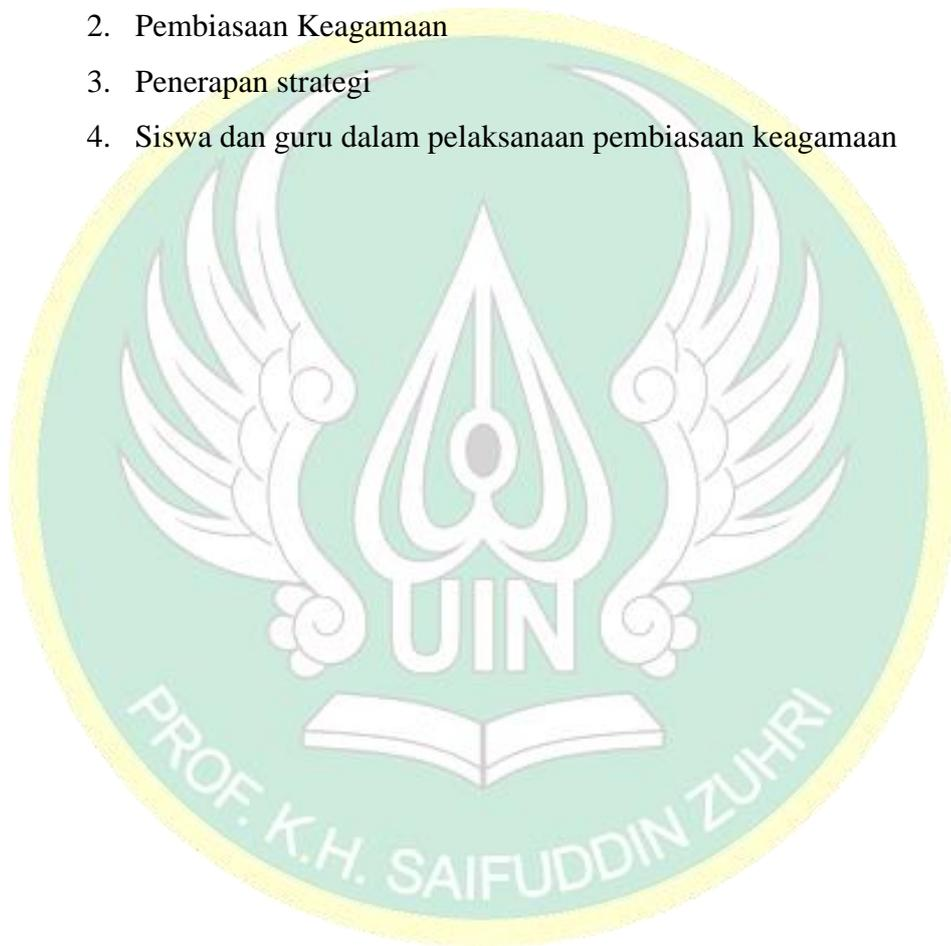 2. Pembiasaan Keagamaan
3. Penerapan strategi
4. Siswa dan guru dalam pelaksanaan pembiasaan keagamaan
UIN
PROF. K.H. SAIFUDDIN ZUHRI